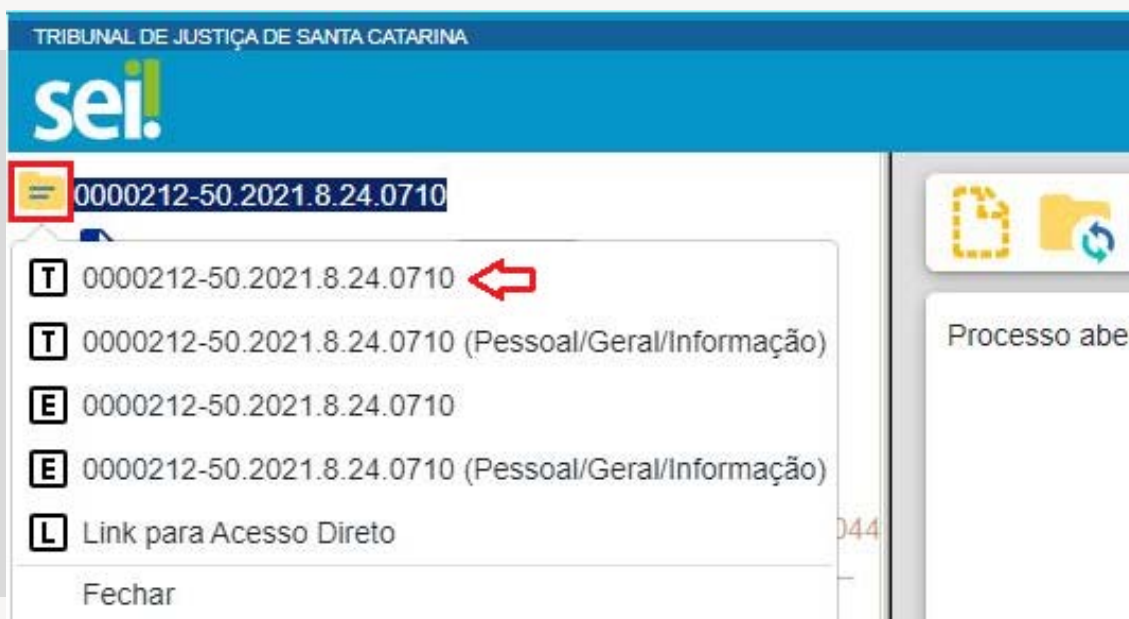 TRIBUNAL DE JUSTIÇA DE SANTA CATARINA
sei!
0000212-50.2021.8.24.0710
T 0000212-50.2021.8.24.0710
T 0000212-50.2021.8.24.0710 (Pessoal/Geral/Informação)
Processo abe
E 0000212-50.2021.8.24.0710
E 0000212-50.2021.8.24.0710 (Pessoal/Geral/Informação)
L Link para Acesso Direto
044
Fechar